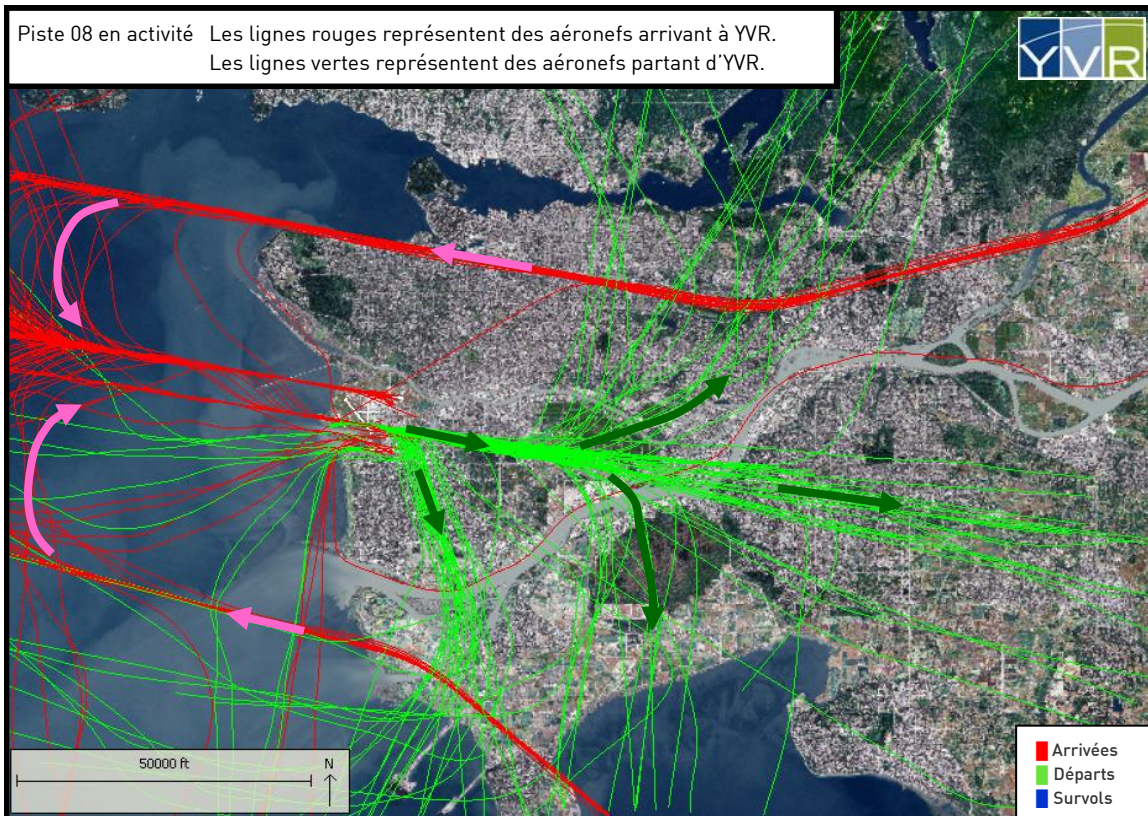 Piste 08 en activité Les lignes rouges représentent des aéronefs arrivant à YVR.
Les lignes vertes représentent des aéronefs partant d’YVR.
YVR
50000 ft
N
Arrivées
Départs
Survols